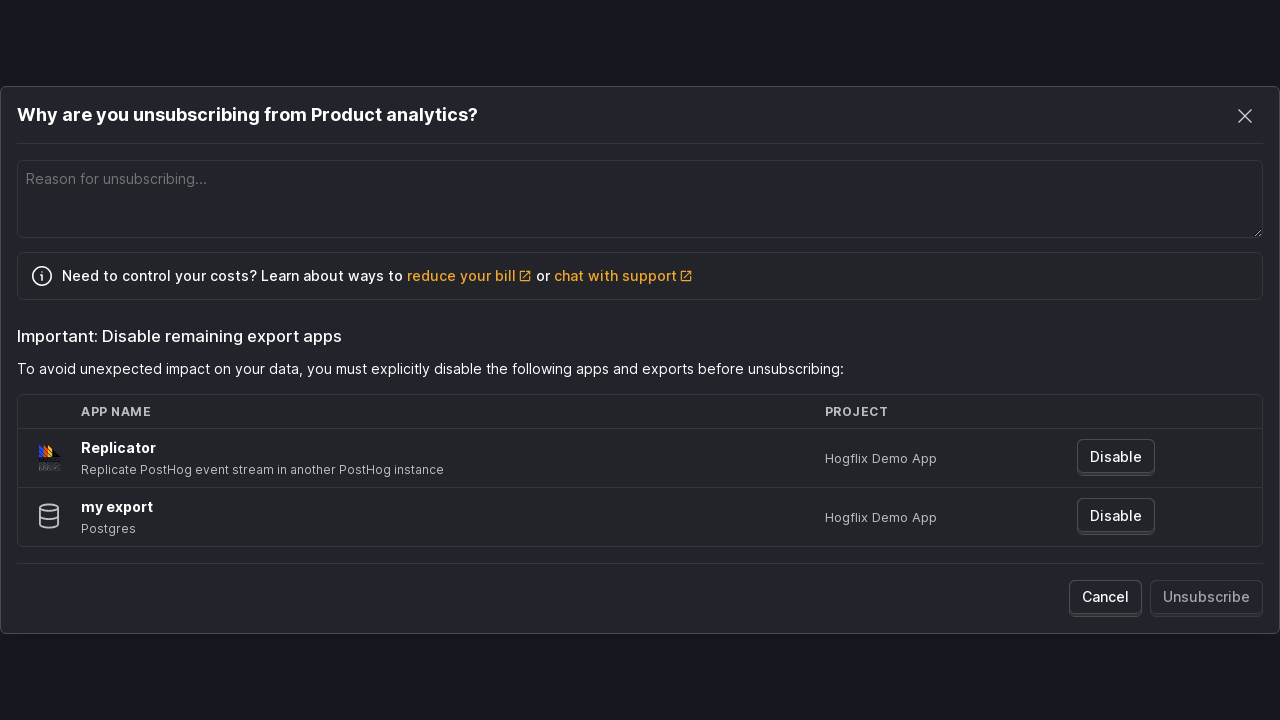 Why are you unsubscribing from Product analytics?
Reason for unsubscribing...
Need to control your costs? Learn about ways to reduce your bill or chat with support
Important: Disable remaining export apps
To avoid unexpected impact on your data, you must explicitly disable the following apps and exports before unsubscribing:
APP NAME PROJECT
Replicator
Replicate PostHog event stream in another PostHog instance
Hogflix Demo App
Disable
my export
Postgres
Hogflix Demo App
Disable
Cancel
Unsubscribe